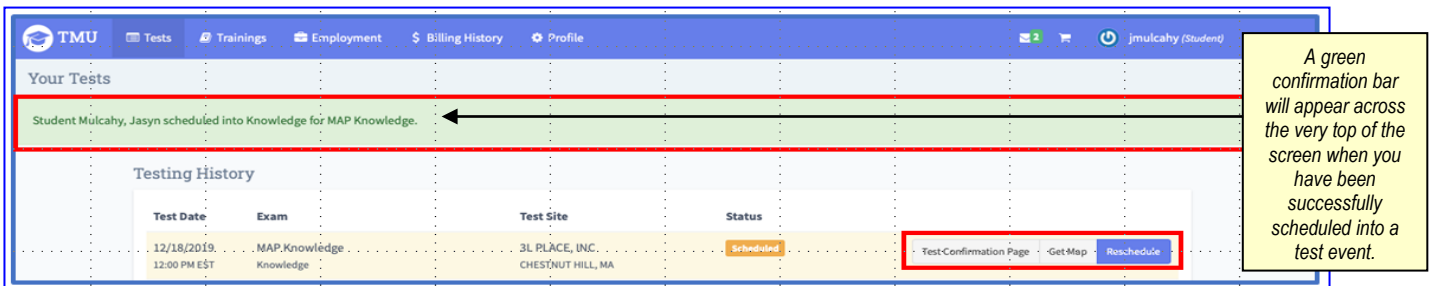 TMU Tests Trainings Employment $ Billing History Profile 2 jmulcahy (Student)
Your Tests
Student Mulcahy, Jasyn scheduled into Knowledge for MAP Knowledge.
Testing History
Test Date Exam Test Site Status
12/18/2019 MAP Knowledge 3L PLACE, INC Scheduled Test Confirmation Page Get Map Reschedule
12:00 PM EST Knowledge CHESTNUT HILL, MA
A green
confirmation bar
will appear across
the very top of the
screen when you
have been
successfully
scheduled into a
test event.